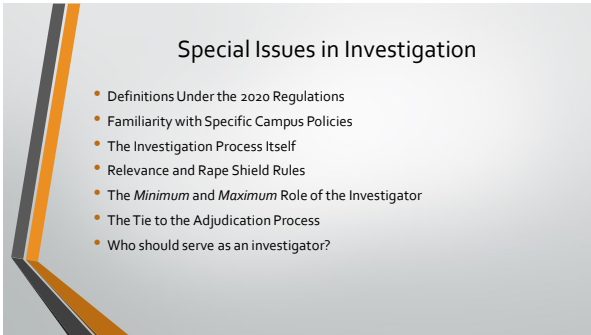 Special Issues in Investigation
• Definitions Under the 2020 Regulations
• Familiarity with Specific Campus Policies
• The Investigation Process Itself
• Relevance and Rape Shield Rules
• The Minimum and Maximum Role of the Investigator
• The Tie to the Adjudication Process
• Who should serve as an investigator?